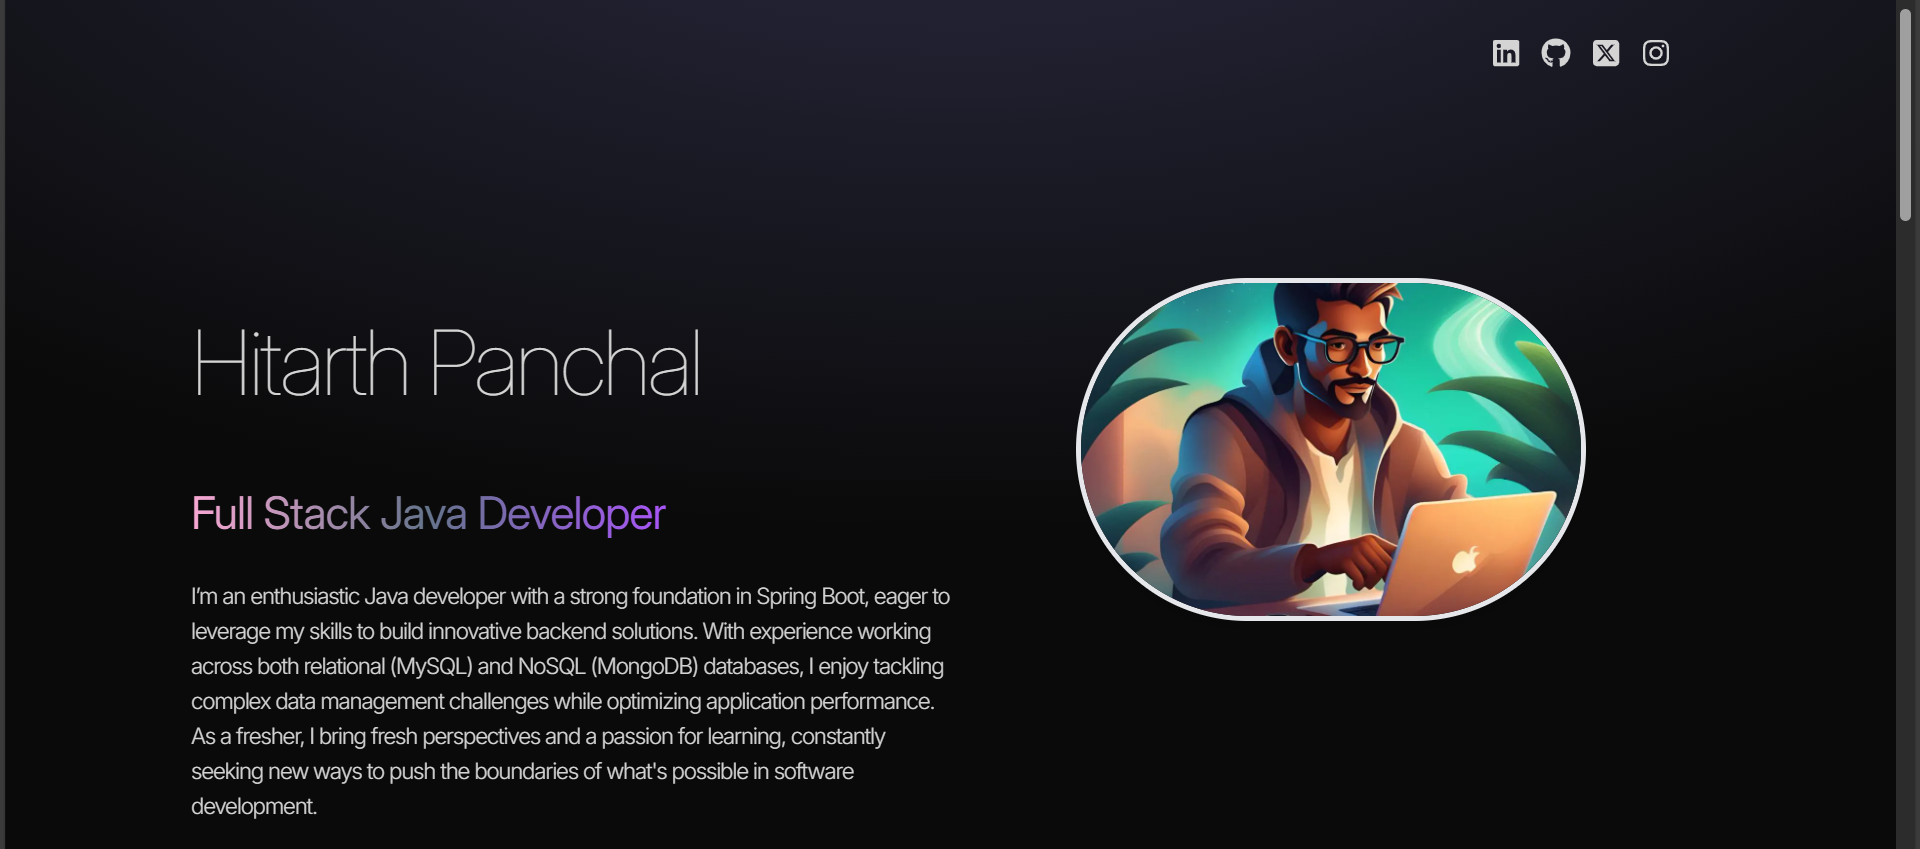 Hitarth Panchal
Full Stack Java Developer
I'm an enthusiastic Java developer with a strong foundation in Spring Boot, eager to
leverage my skills to build innovative backend solutions. With experience working
across both relational (MySQL) and NoSQL (MongoDB) databases, I enjoy tackling
complex data management challenges while optimizing application performance.
As a fresher, I bring fresh perspectives and a passion for learning, constantly
seeking new ways to push the boundaries of what's possible in software
development.